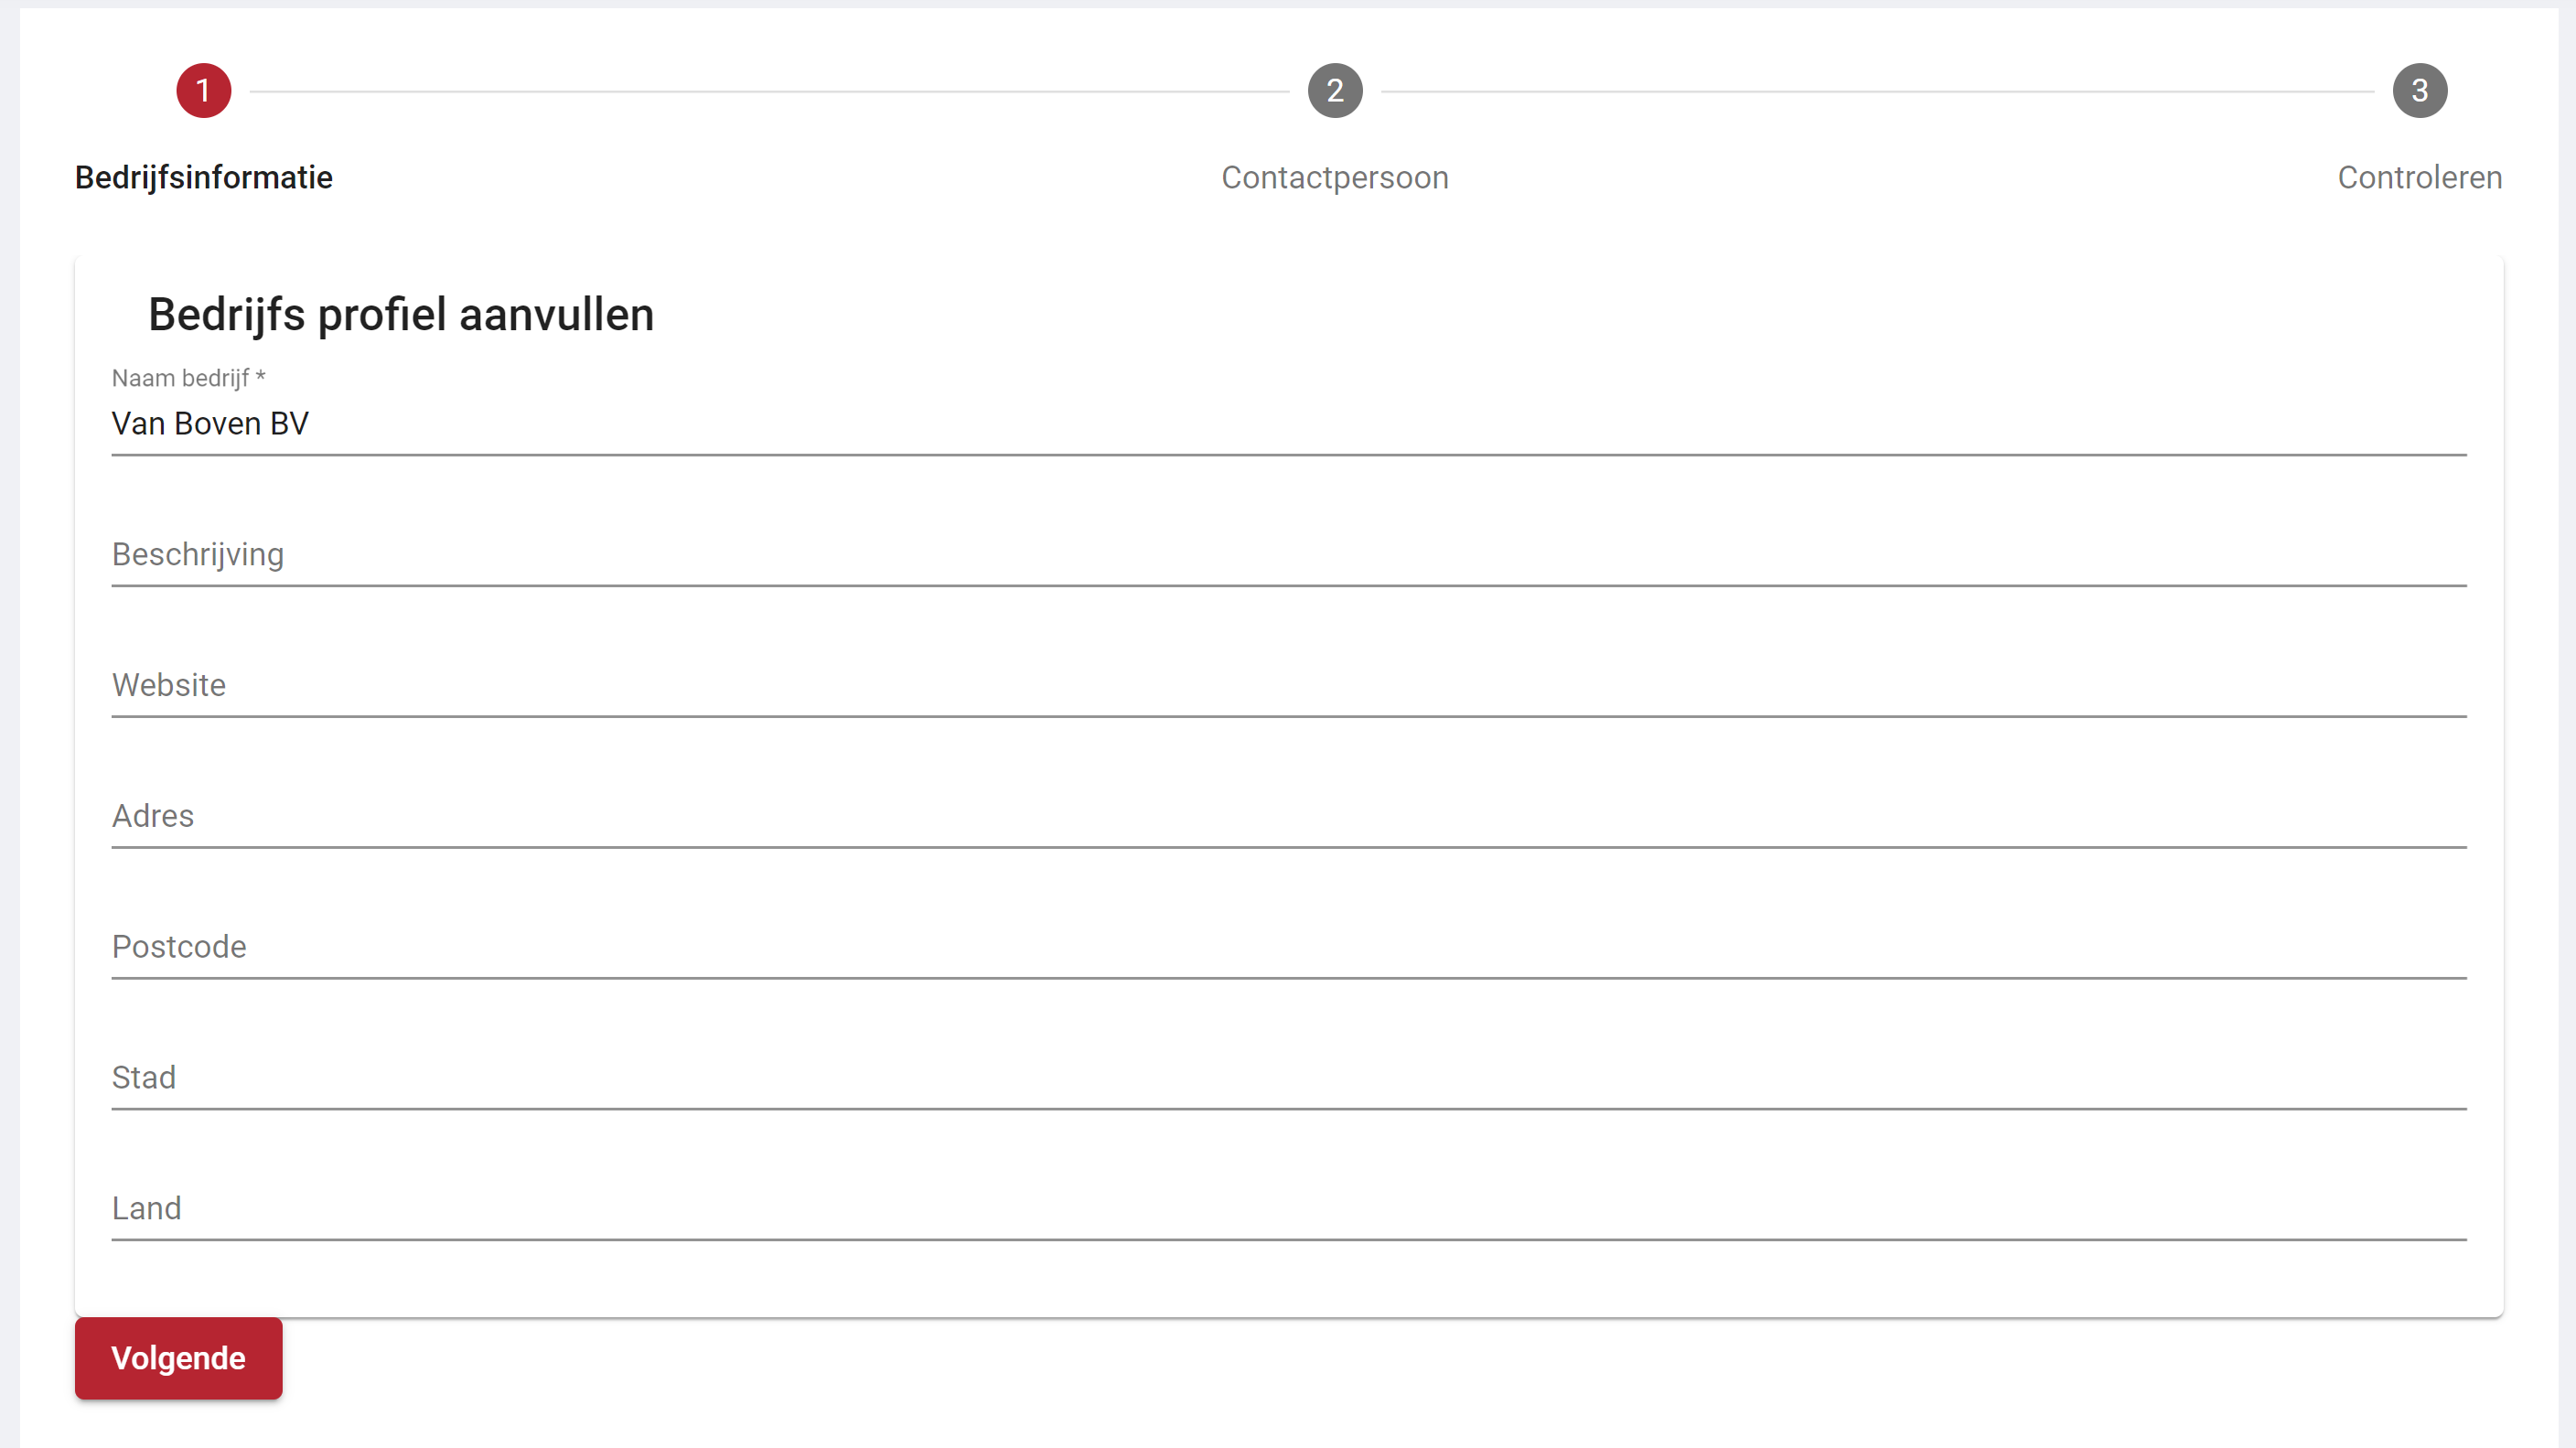 1 2 3
Bedrijfsinformatie Contactpersoon Controleren
Bedrijfs profiel aanvullen
Naam bedrijf *
Van Boven BV
Beschrijving
Website
Adres
Postcode
Stad
Land
Volgende